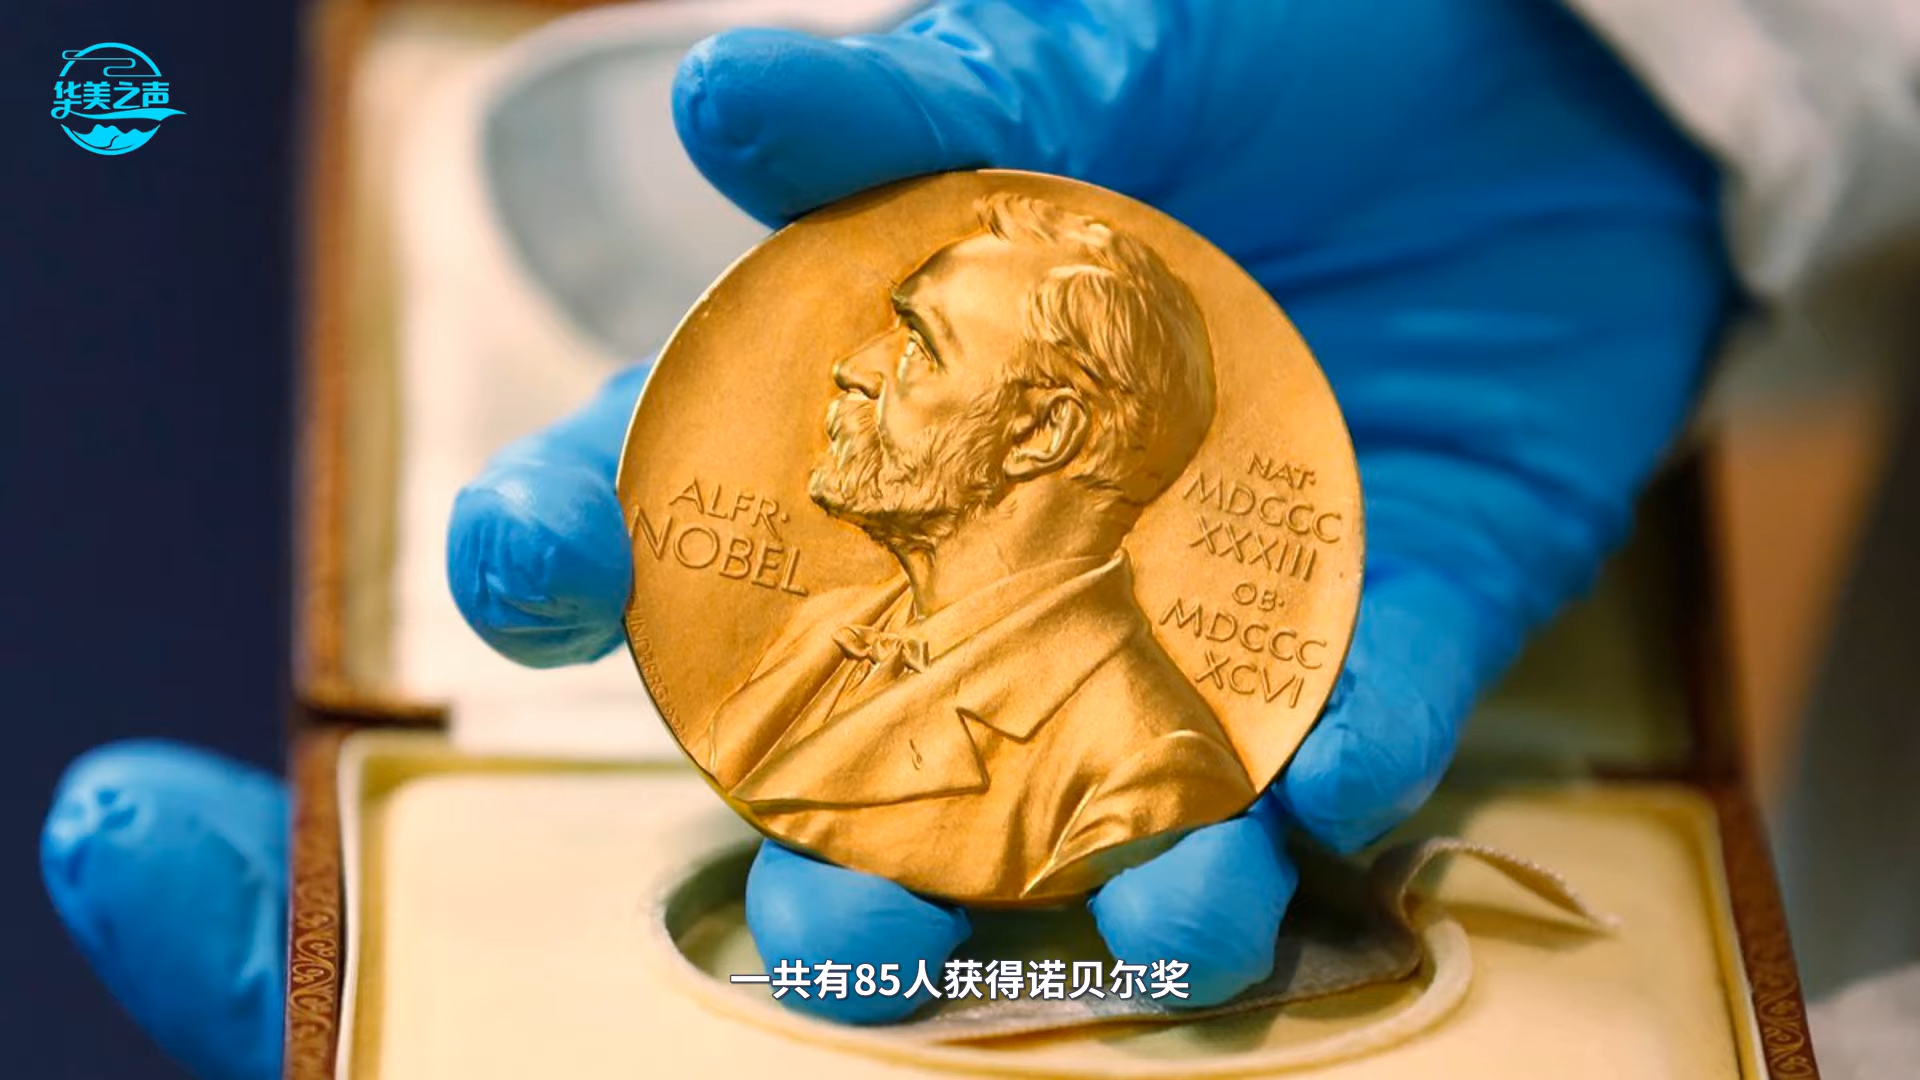 华美之声
ALFR·
NOBEL
NAT·
MDCCC
XXXIII
OB·
MDCCC
XCVI
一共有85人获得诺贝尔奖